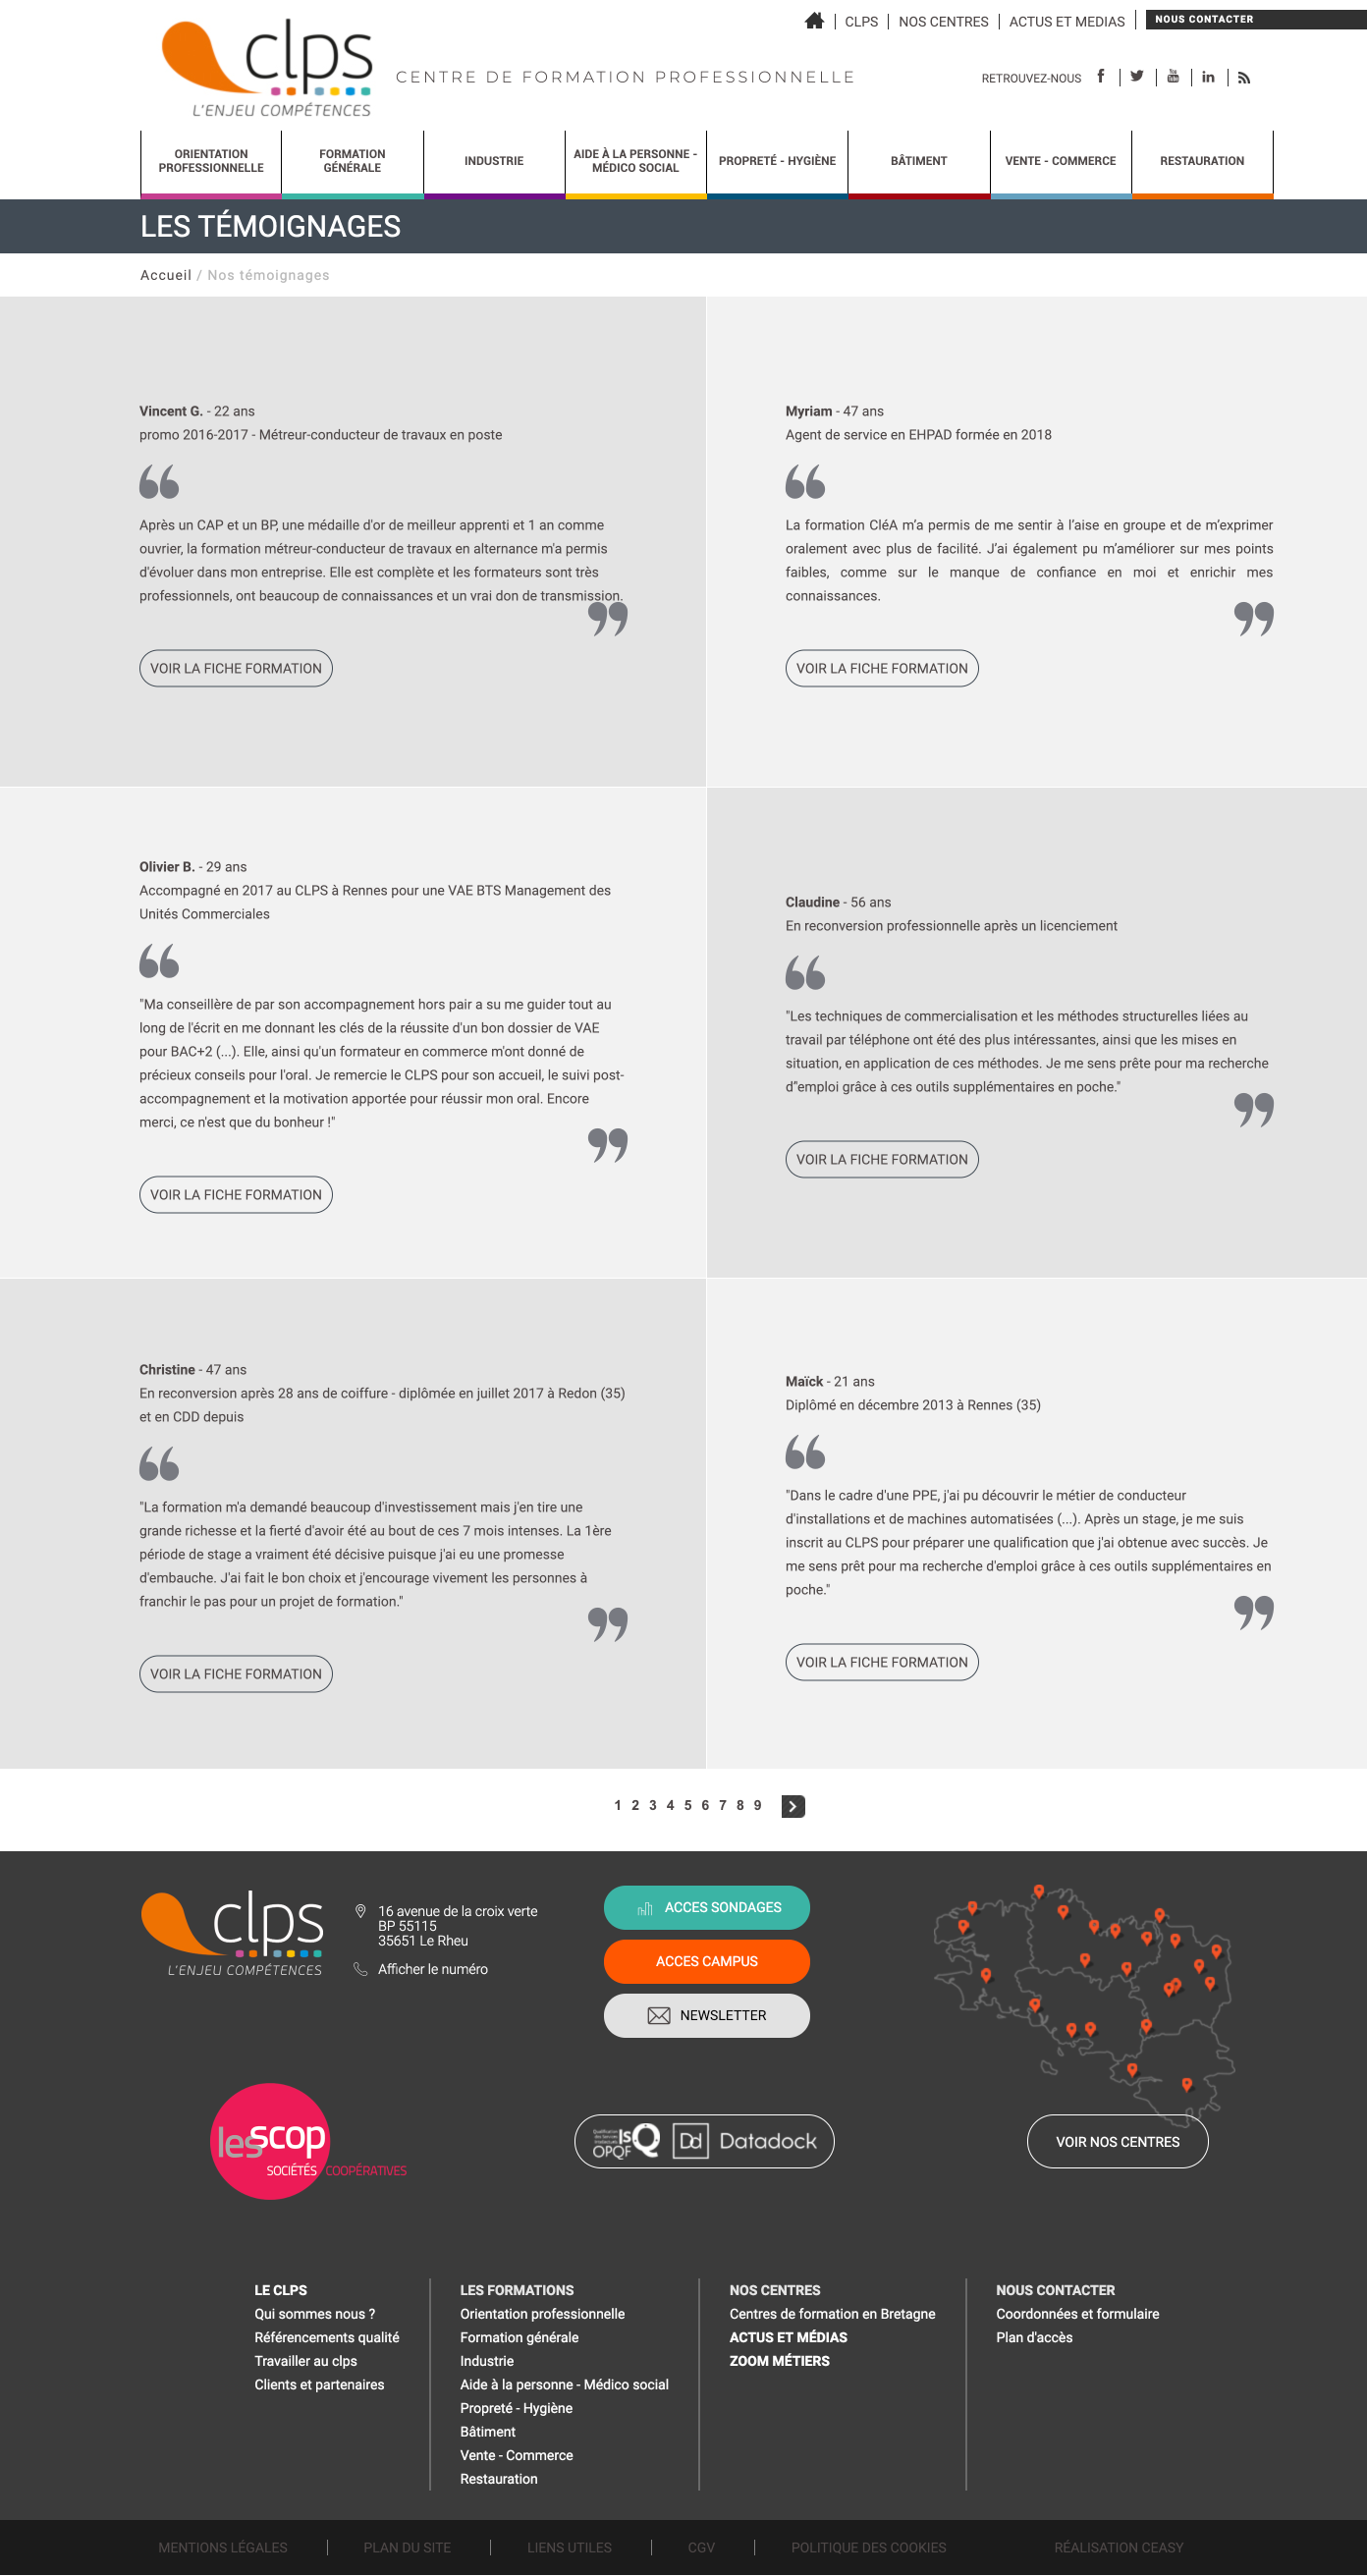 CLPS
NOS CENTRES
ACTUS ET MEDIAS
NOUS CONTACTER
clps
L'ENJEU COMPÉTENCES
CENTRE DE FORMATION PROFESSIONNELLE
RETROUVEZ-NOUS
ORIENTATION
PROFESSIONNELLE
FORMATION
GÉNÉRALE
INDUSTRIE
AIDE À LA PERSONNE -
MÉDICO SOCIAL
PROPRETÉ - HYGIÈNE
BÂTIMENT
VENTE - COMMERCE
RESTAURATION
LES TÉMOIGNAGES
Accueil / Nos témoignages
Vincent G. - 22 ans
promo 2016-2017 - Métreur-conducteur de travaux en poste
Après un CAP et un BP, une médaille d'or de meilleur apprenti et 1 an comme
ouvrier, la formation métreur-conducteur de travaux en alternance m'a permis
d'évoluer dans mon entreprise. Elle est complète et les formateurs sont très
professionnels, ont beaucoup de connaissances et un vrai don de transmission.
VOIR LA FICHE FORMATION
Myriam - 47 ans
Agent de service en EHPAD formée en 2018
La formation CléA m’a permis de me sentir à l’aise en groupe et de m’exprimer
oralement avec plus de facilité. J’ai également pu m’améliorer sur mes points
faibles, comme sur le manque de confiance en moi et enrichir mes
connaissances.
VOIR LA FICHE FORMATION
Olivier B. - 29 ans
Accompagné en 2017 au CLPS à Rennes pour une VAE BTS Management des
Unités Commerciales
"Ma conseillère de par son accompagnement hors pair a su me guider tout au
long de l'écrit en me donnant les clés de la réussite d'un bon dossier de VAE
pour BAC+2 (...). Elle, ainsi qu'un formateur en commerce m'ont donné de
précieux conseils pour l'oral. Je remercie le CLPS pour son accueil, le suivi post-
accompagnement et la motivation apportée pour réussir mon oral. Encore
merci, ce n'est que du bonheur !"
VOIR LA FICHE FORMATION
Claudine - 56 ans
En reconversion professionnelle après un licenciement
"Les techniques de commercialisation et les méthodes structurelles liées au
travail par téléphone ont été des plus intéressantes, ainsi que les mises en
situation, en application de ces méthodes. Je me sens prête pour ma recherche
d"emploi grâce à ces outils supplémentaires en poche."
VOIR LA FICHE FORMATION
Christine - 47 ans
En reconversion après 28 ans de coiffure - diplômée en juillet 2017 à Redon (35)
et en CDD depuis
"La formation m'a demandé beaucoup d'investissement mais j'en tire une
grande richesse et la fierté d'avoir été au bout de ces 7 mois intenses. La 1ère
période de stage a vraiment été décisive puisque j'ai eu une promesse
d'embauche. J'ai fait le bon choix et j'encourage vivement les personnes à
franchir le pas pour un projet de formation."
VOIR LA FICHE FORMATION
Maïck - 21 ans
Diplômé en décembre 2013 à Rennes (35)
"Dans le cadre d'une PPE, j'ai pu découvrir le métier de conducteur
d'installations et de machines automatisées (...). Après un stage, je me suis
inscrit au CLPS pour préparer une qualification que j'ai obtenue avec succès. Je
me sens prêt pour ma recherche d'emploi grâce à ces outils supplémentaires en
poche."
VOIR LA FICHE FORMATION
1 2 3 4 5 6 7 8 9
clps
L'ENJEU COMPÉTENCES
16 avenue de la croix verte
BP 55115
35651 Le Rheu
Afficher le numéro
ACCES SONDAGES
ACCES CAMPUS
NEWSLETTER
les scop
SOCIÉTÉS COOPÉRATIVES
OPQF ISQ
Dd Datadock
VOIR NOS CENTRES
LE CLPS
Qui sommes nous ?
Référencements qualité
Travailler au clps
Clients et partenaires
LES FORMATIONS
Orientation professionnelle
Formation générale
Industrie
Aide à la personne - Médico social
Propreté - Hygiène
Bâtiment
Vente - Commerce
Restauration
NOS CENTRES
Centres de formation en Bretagne
ACTUS ET MÉDIAS
ZOOM MÉTIERS
NOUS CONTACTER
Coordonnées et formulaire
Plan d'accès
MENTIONS LÉGALES
PLAN DU SITE
LIENS UTILES
CGV
POLITIQUE DES COOKIES
RÉALISATION CEASY